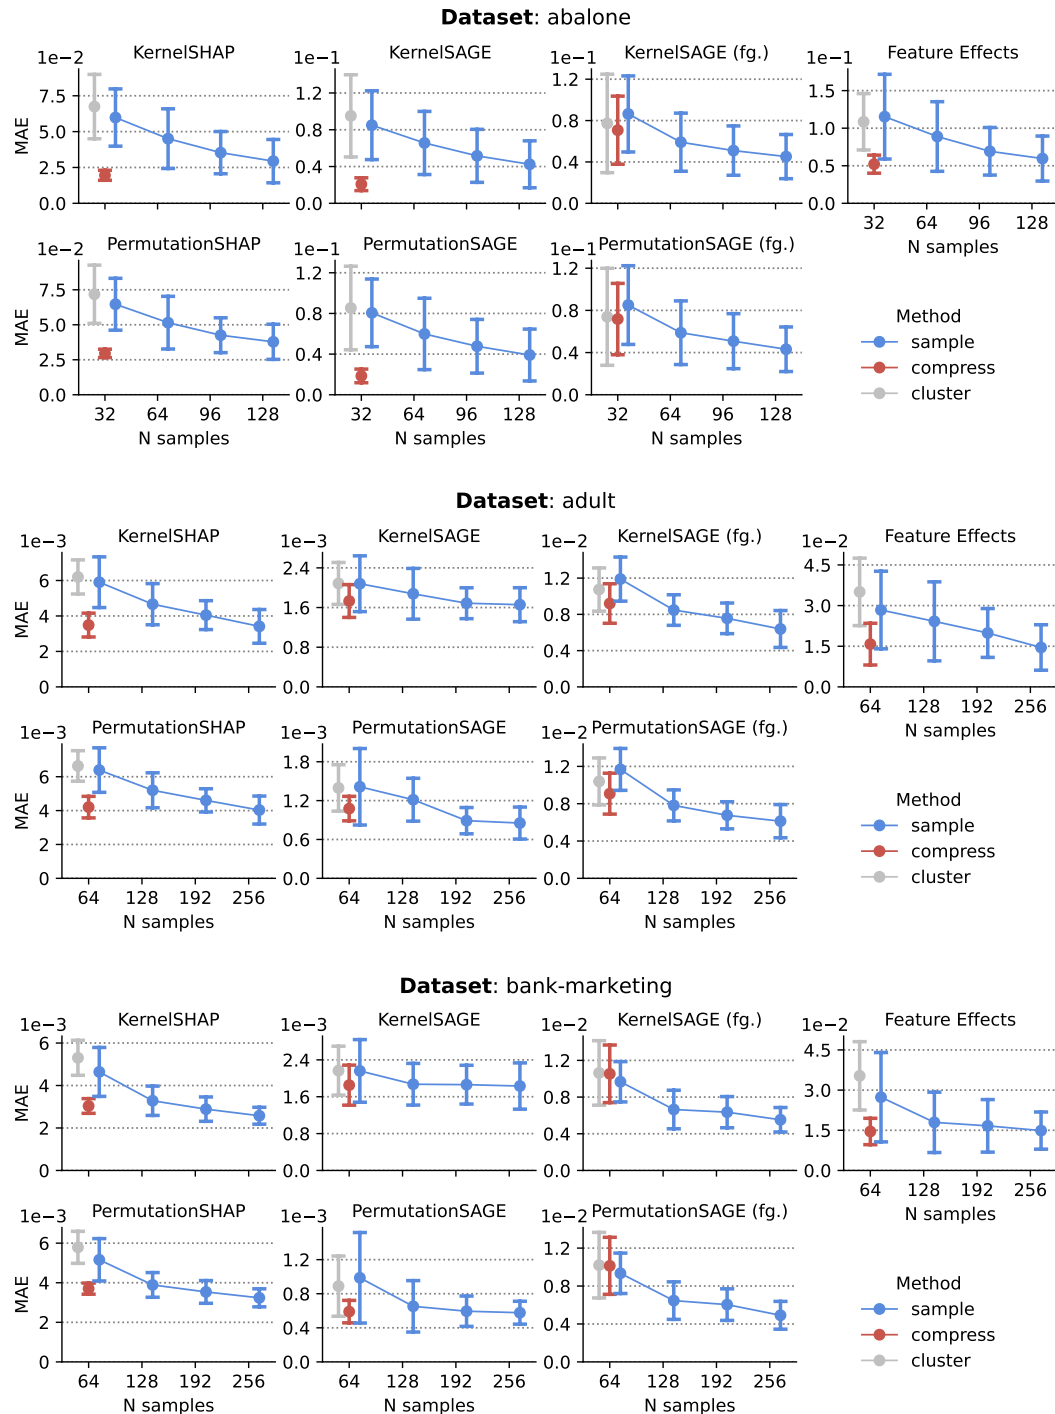 Dataset: abalone
KernelSHAP KernelSAGE KernelSAGE (fg.) Feature Effects
1e−2 1e−1 1e−1
MAE
7.5 5.0 2.5 0.0
1.2 0.8 0.4 0.0
1.2 0.8 0.4
1.5 1.0 0.5 0.0
32 64 96 128
N samples
PermutationSHAP PermutationSAGE PermutationSAGE (fg.)
1e−2 1e−1 1e−1
MAE
7.5 5.0 2.5 0.0
1.2 0.8 0.4 0.0
1.2 0.8 0.4 0.0
32 64 96 128
32 64 96 128
32 64 96 128
N samples N samples N samples
Method
sample
compress
cluster
Dataset: adult
KernelSHAP KernelSAGE KernelSAGE (fg.) Feature Effects
1e−3 1e−3 1e−2 1e−2
MAE
6 4 2 0
2.4 1.6 0.8 0.0
1.2 0.8 0.4 0.0
4.5 3.0 1.5 0.0
64 128 192 256
N samples
PermutationSHAP PermutationSAGE PermutationSAGE (fg.)
1e−3 1e−3 1e−2
MAE
6 4 2 0
1.8 1.2 0.6 0.0
1.2 0.8 0.4 0.0
64 128 192 256
64 128 192 256
64 128 192 256
N samples N samples N samples
Method
sample
compress
cluster
Dataset: bank-marketing
KernelSHAP KernelSAGE KernelSAGE (fg.) Feature Effects
1e−3 1e−3 1e−2 1e−2
MAE
6 4 2 0
2.4 1.6 0.8 0.0
1.2 0.8 0.4 0.0
4.5 3.0 1.5 0.0
64 128 192 256
N samples
PermutationSHAP PermutationSAGE PermutationSAGE (fg.)
1e−3 1e−3 1e−2
MAE
6 4 2 0
1.2 0.8 0.4 0.0
1.2 0.8 0.4 0.0
64 128 192 256
64 128 192 256
64 128 192 256
N samples N samples N samples
Method
sample
compress
cluster